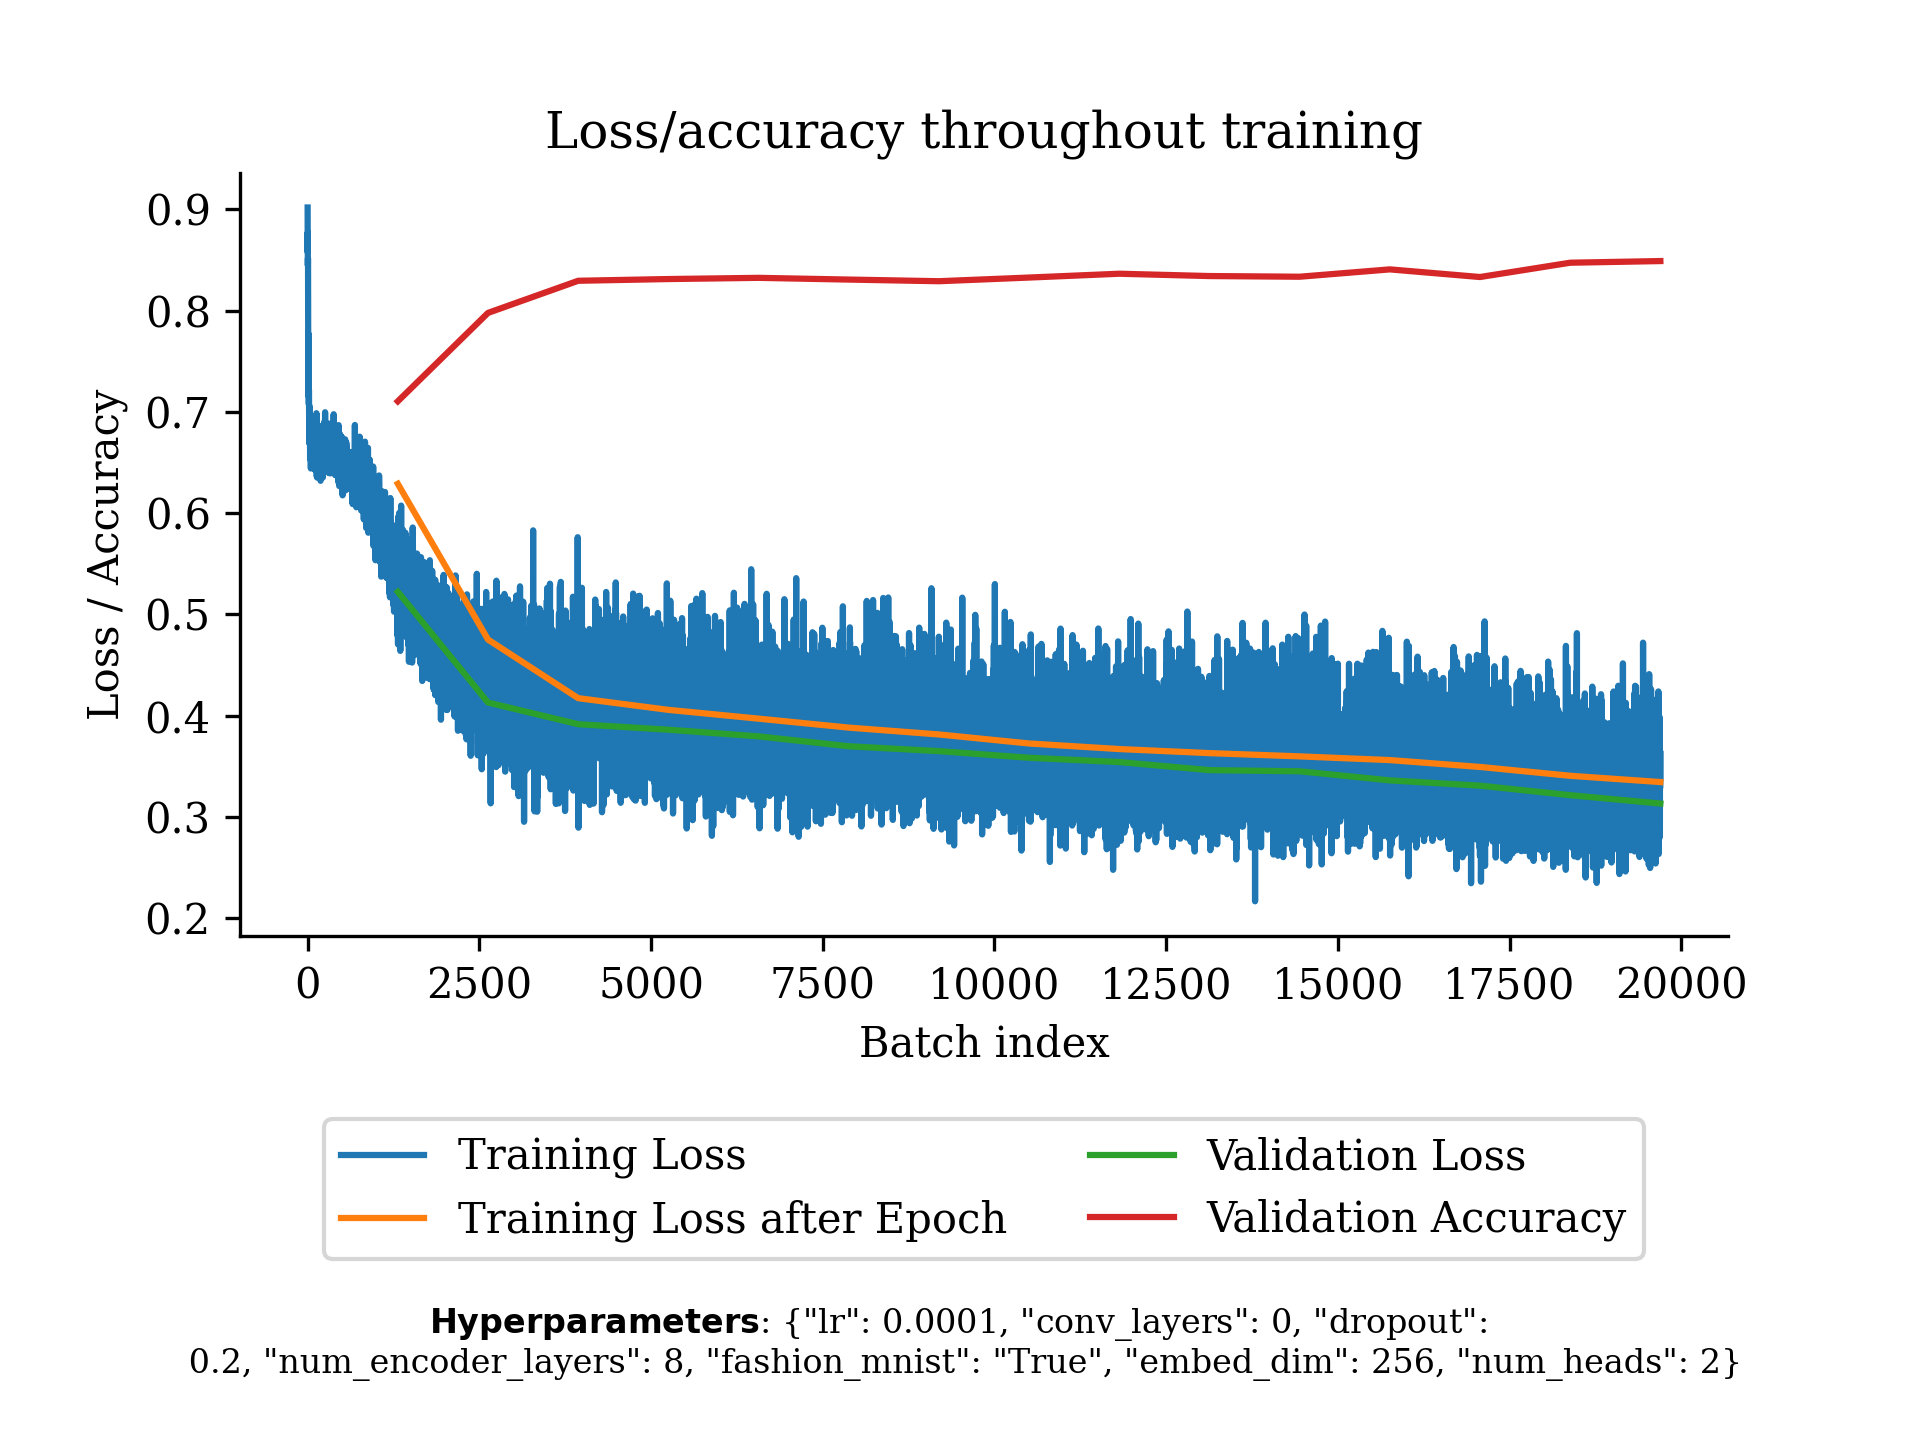 Loss/accuracy throughout training
Loss / Accuracy
0.9
0.8
0.7
0.6
0.5
0.4
0.3
0.2
0 2500 5000 7500 10000 12500 15000 17500 20000
Batch index
Training Loss
Training Loss after Epoch
Validation Loss
Validation Accuracy
Hyperparameters: {"lr": 0.0001, "conv_layers": 0, "dropout":
0.2, "num_encoder_layers": 8, "fashion_mnist": "True", "embed_dim": 256, "num_heads": 2}